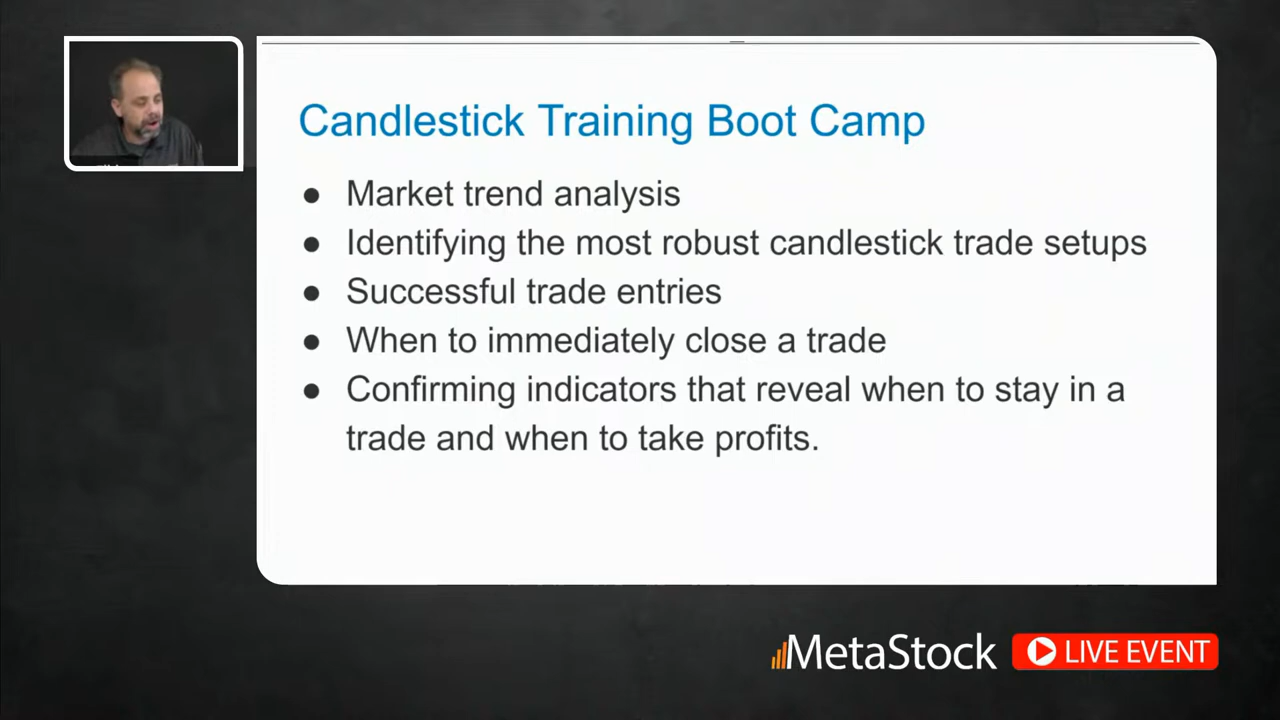 Candlestick Training Boot Camp
● Market trend analysis
● Identifying the most robust candlestick trade setups
● Successful trade entries
● When to immediately close a trade
● Confirming indicators that reveal when to stay in a
trade and when to take profits.
MetaStock LIVE EVENT